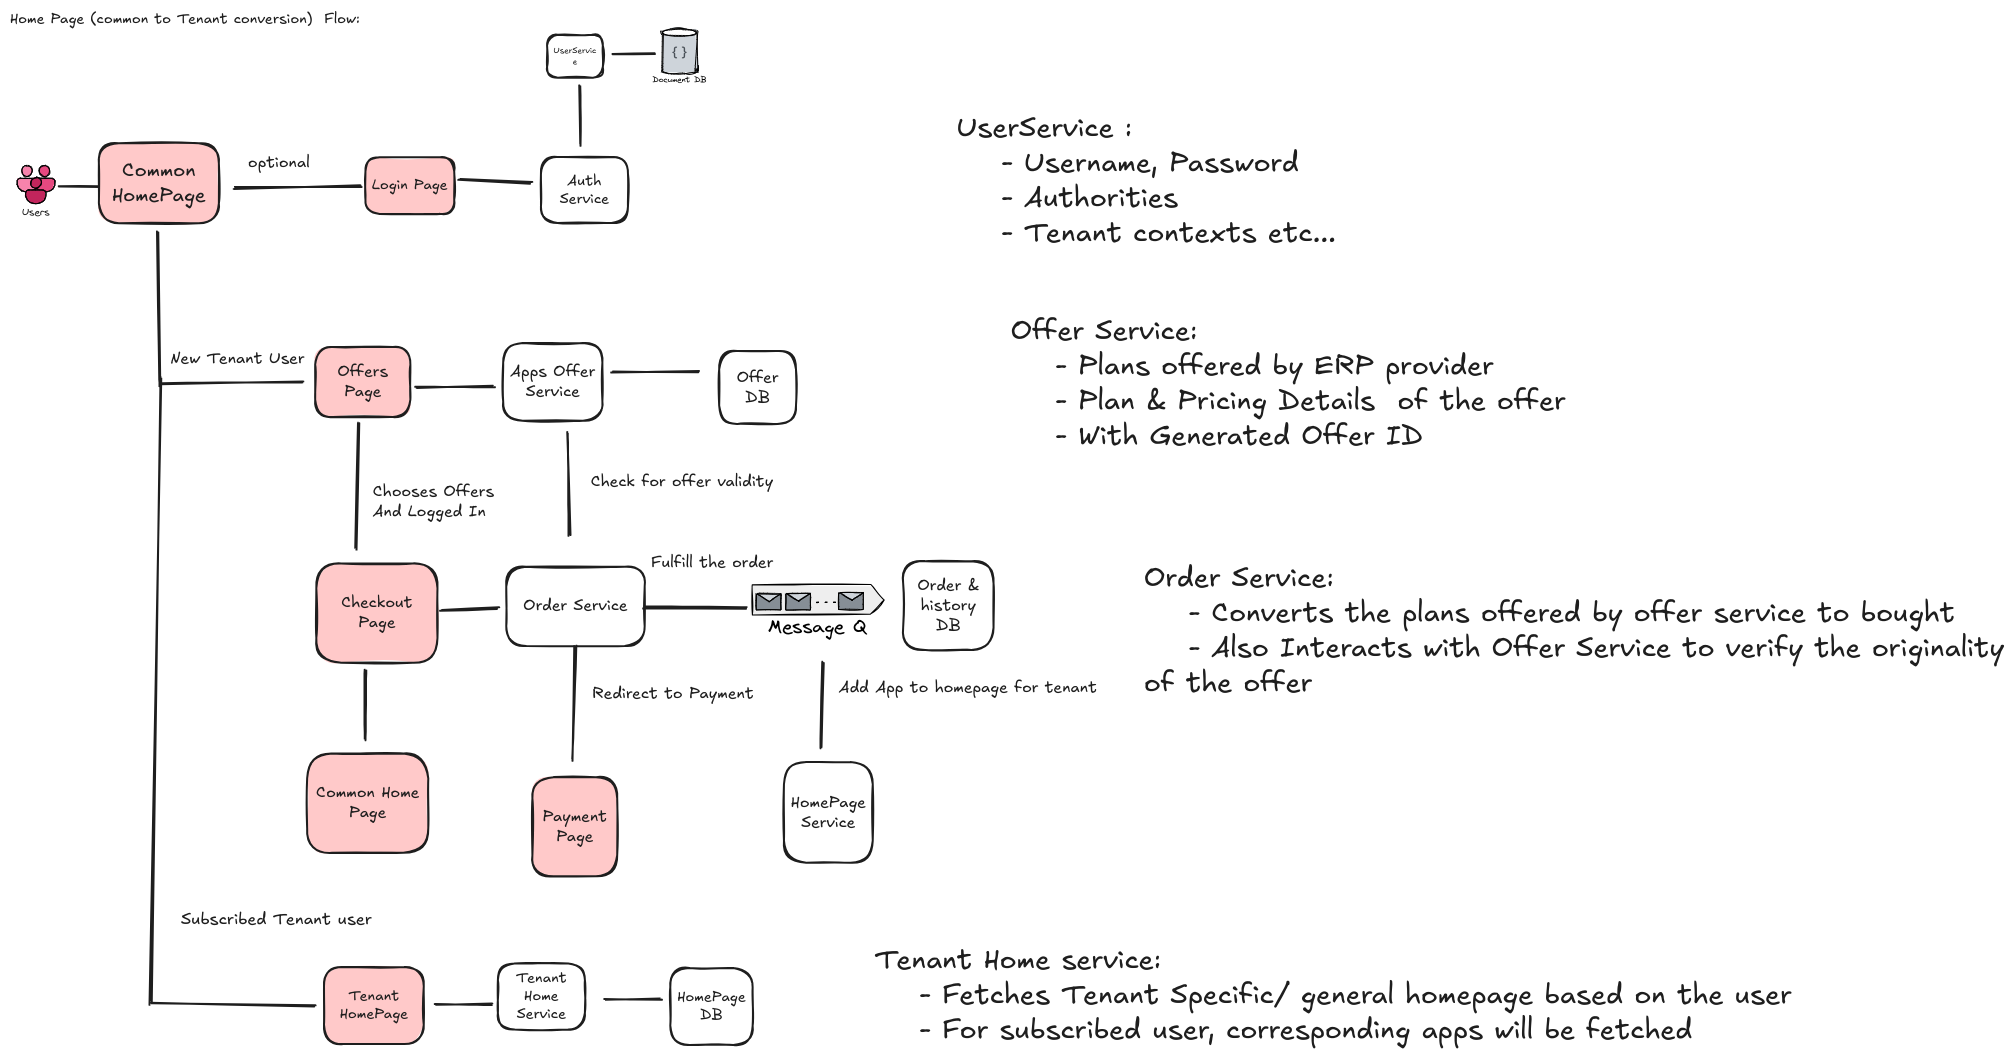 Home Page (common to Tenant conversion)  Flow:
UserServic
e
{ }
Document DB
Users
Common
HomePage
optional
Login Page
Auth
Service
UserService :
- Username, Password
- Authorities
- Tenant contexts etc...
New Tenant User
Offers
Page
Apps Offer
Service
Offer
DB
Offer Service:
- Plans offered by ERP provider
- Plan & Pricing Details  of the offer
- With Generated Offer ID
Chooses Offers
And Logged In
Check for offer validity
Checkout
Page
Order Service
Fulfill the order
Message Q
Order &
history
DB
Order Service:
- Converts the plans offered by offer service to bought
- Also Interacts with Offer Service to verify the originality
of the offer
Redirect to Payment
Add App to homepage for tenant
Common Home
Page
Payment
Page
HomePage
Service
Subscribed Tenant user
Tenant
HomePage
Tenant
Home
Service
HomePage
DB
Tenant Home service:
- Fetches Tenant Specific/ general homepage based on the user
- For subscribed user, corresponding apps will be fetched